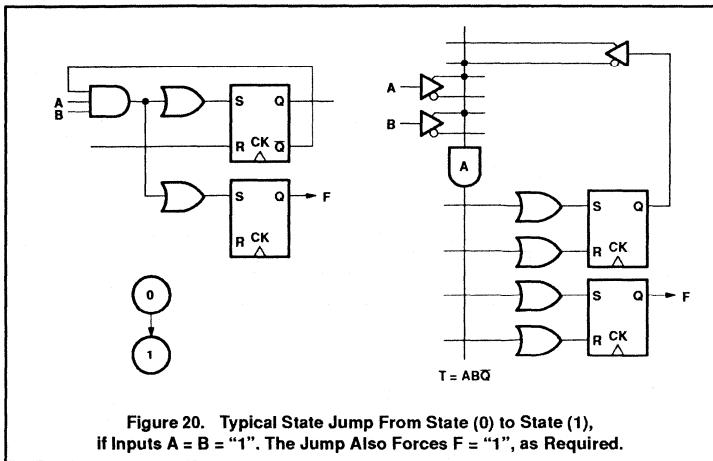 A
B
S Q
R CK Q̅
S Q F
R CK
0
1
A
B
A
S Q
R CK
S Q F
R CK
T = ABQ̅
Figure 20. Typical State Jump From State (0) to State (1),
if Inputs A = B = “1”. The Jump Also Forces F = “1”, as Required.